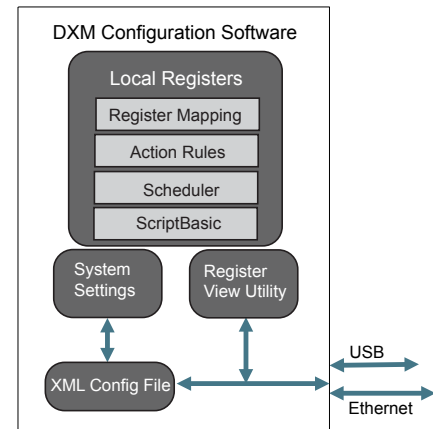 DXM Configuration Software
Local Registers
Register Mapping
Action Rules
Scheduler
ScriptBasic
System
Settings
Register
View Utility
XML Config File
USB
Ethernet